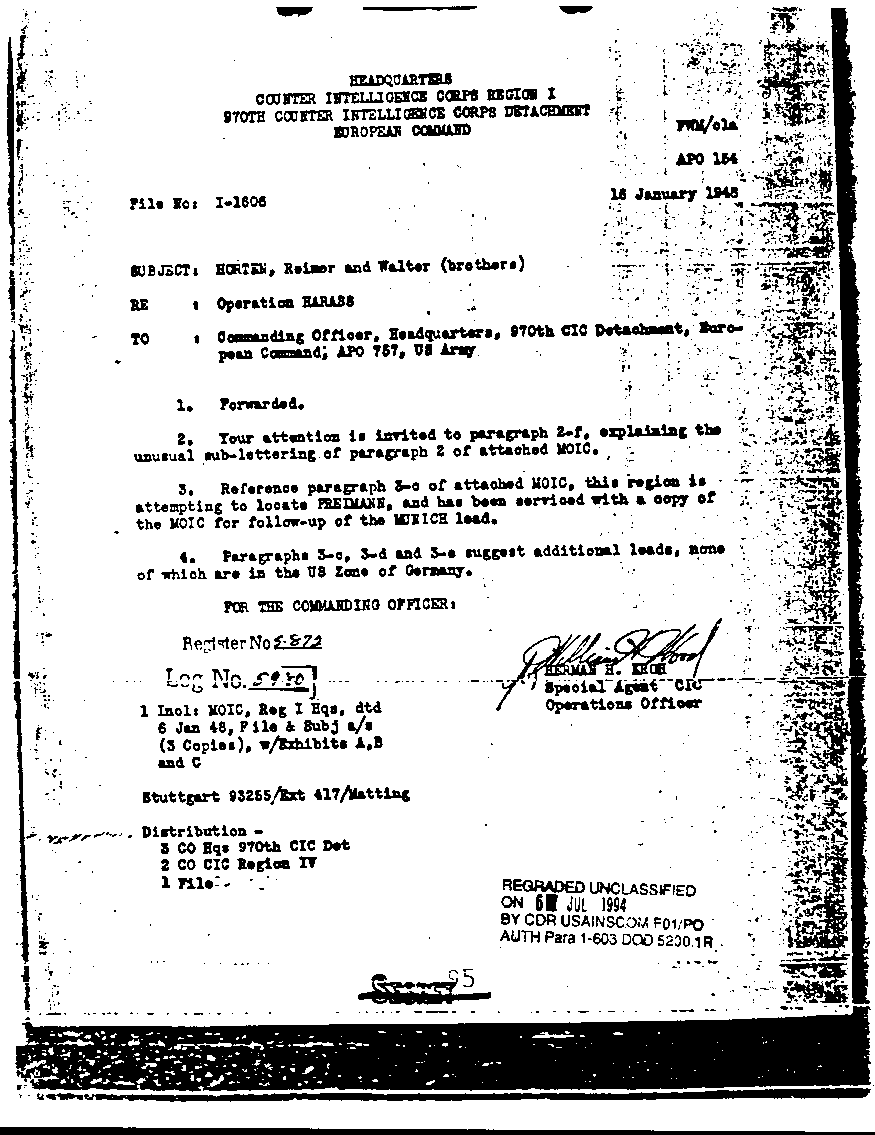 HEADQUARTERS
COUNTER INTELLIGENCE CORPS REGION I
970TH COUNTER INTELLIGENCE CORPS DETACHMENT
EUROPEAN COMMAND
FWM/cla
APO 154
File No: I-1606
16 January 1948
SUBJECT: HORTEN, Reimer and Walter (brothers)
RE : Operation HARASS
TO : Commanding Officer, Headquarters, 970th CIC Detachment, Euro-
pean Command, APO 757, US Army
1. Forwarded.
2. Your attention is invited to paragraph 2-f, explaining the
unusual sub-lettering of paragraph 2 of attached MOIC.
3. Reference paragraph 3-c of attached MOIC, this region is
attempting to locate FREIMANN, and has been serviced with a copy of
the MOIC for follow-up of the MUNICH lead.
4. Paragraphs 3-c, 3-d and 3-e suggest additional leads, none
of which are in the US Zone of Germany.
FOR THE COMMANDING OFFICER:
Register No 5-872
Log No.
HERMAN H.
Special Agent CIC
Operations Officer
1 Incl: MOIC, Reg I Hqs, dtd
6 Jan 48, File & Subj a/s
(3 Copies), w/Exhibits A,B
and C
Stuttgart 93255/Ext 417/Matting
Distribution -
3 CO Hqs 970th CIC Det
2 CO CIC Region IV
1 File
REGRADED UNCLASSIFIED
ON JUL 1994
BY CDR USAINSCOM F01/PO
AUTH Para 1-603 DOD 5200.1R
95